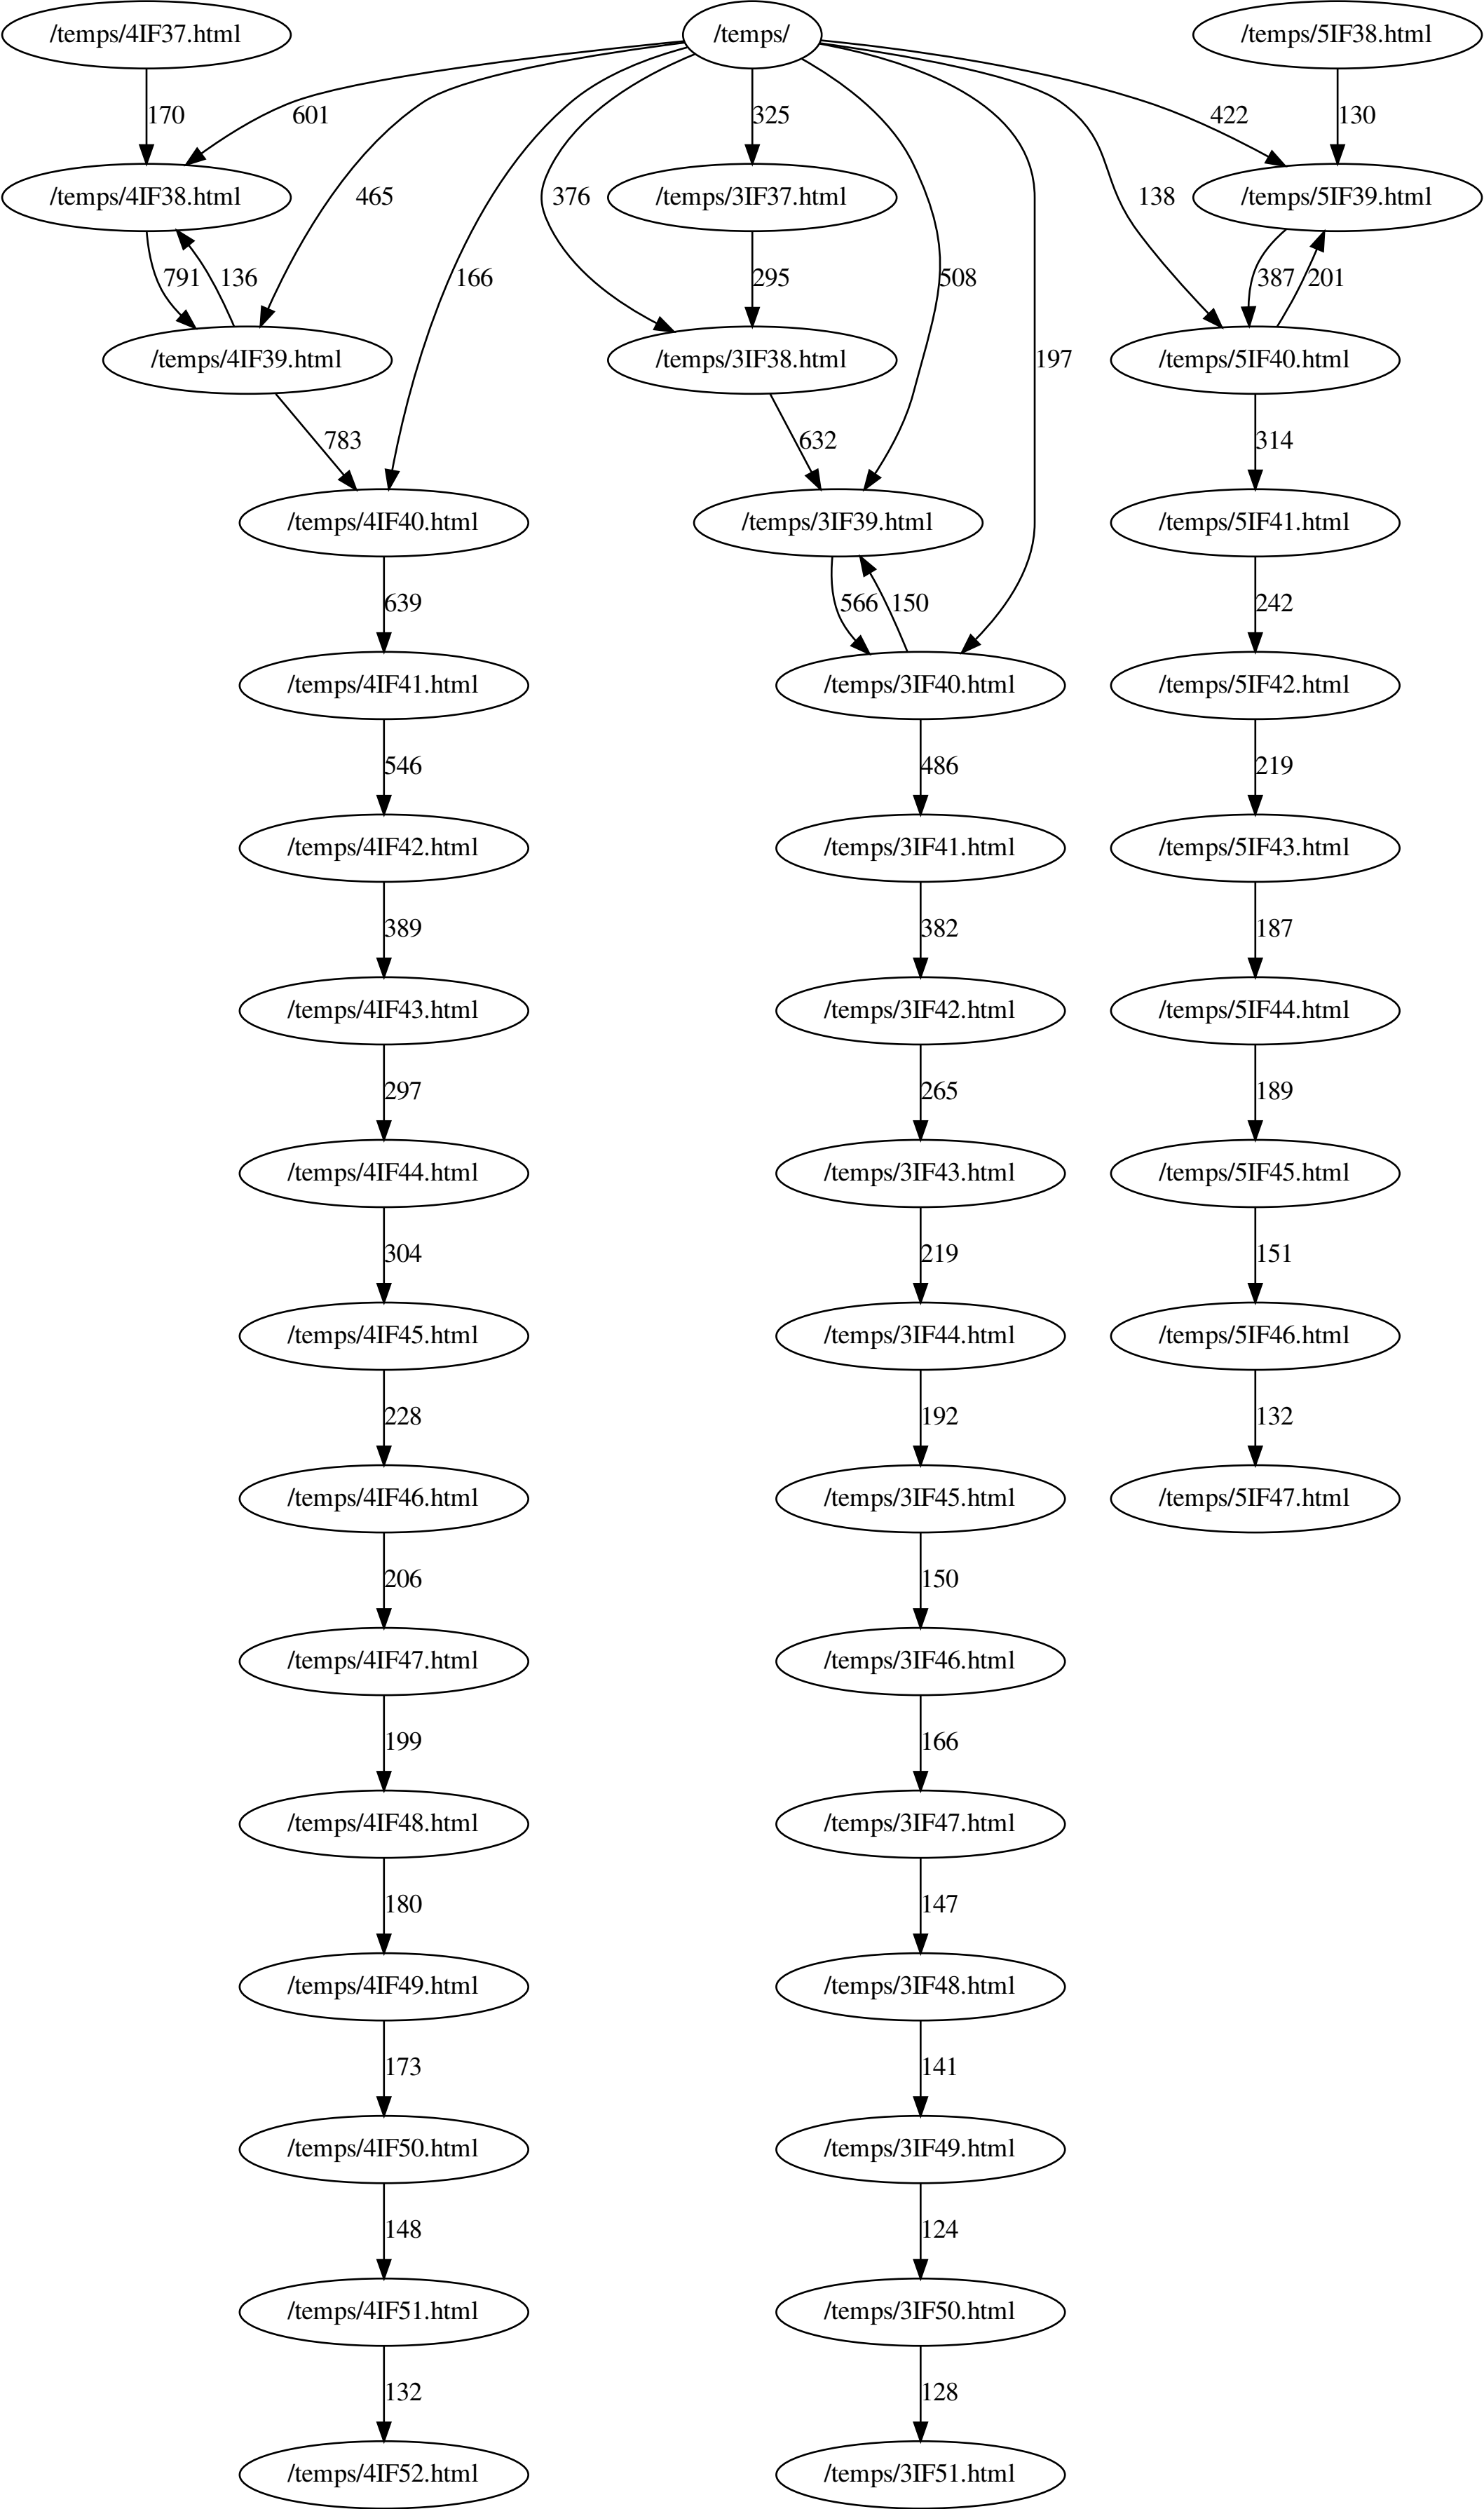 /temps/4IF37.html
/temps/
/temps/5IF38.html
170
601
325
422
130
/temps/4IF38.html
465
376
/temps/3IF37.html
138
/temps/5IF39.html
791
136
166
295
508
387
201
/temps/4IF39.html
/temps/3IF38.html
197
/temps/5IF40.html
783
632
314
/temps/4IF40.html
/temps/3IF39.html
/temps/5IF41.html
639
566
150
242
/temps/4IF41.html
/temps/3IF40.html
/temps/5IF42.html
546
486
219
/temps/4IF42.html
/temps/3IF41.html
/temps/5IF43.html
389
382
187
/temps/4IF43.html
/temps/3IF42.html
/temps/5IF44.html
297
265
189
/temps/4IF44.html
/temps/3IF43.html
/temps/5IF45.html
304
219
151
/temps/4IF45.html
/temps/3IF44.html
/temps/5IF46.html
228
192
132
/temps/4IF46.html
/temps/3IF45.html
/temps/5IF47.html
206
150
/temps/4IF47.html
/temps/3IF46.html
199
166
/temps/4IF48.html
/temps/3IF47.html
180
147
/temps/4IF49.html
/temps/3IF48.html
173
141
/temps/4IF50.html
/temps/3IF49.html
148
124
/temps/4IF51.html
/temps/3IF50.html
132
128
/temps/4IF52.html
/temps/3IF51.html